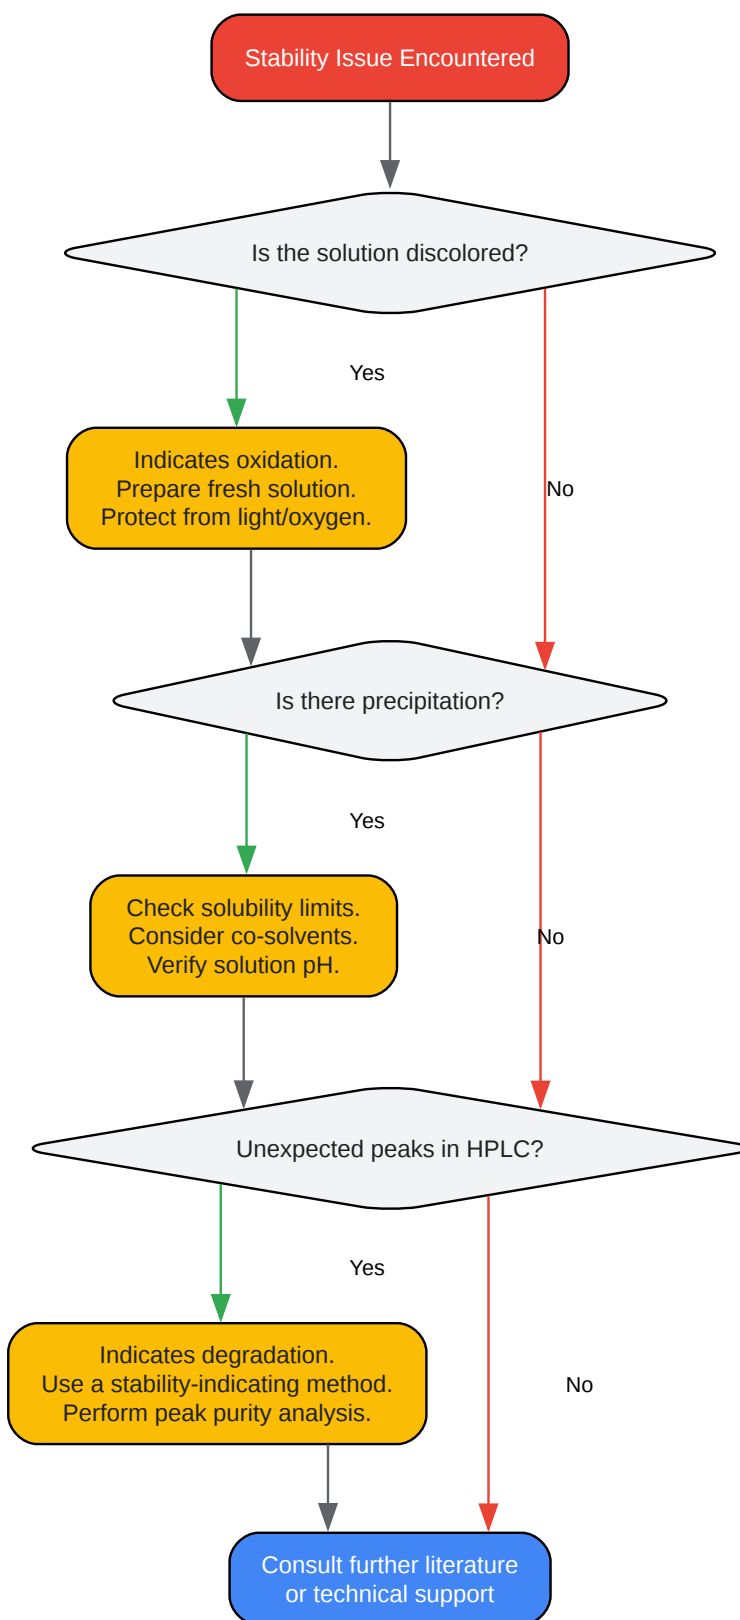 Stability Issue Encountered
Is the solution discolored?
Yes
Indicates oxidation.
Prepare fresh solution.
Protect from light/oxygen.
No
Is there precipitation?
Yes
Check solubility limits.
Consider co-solvents.
Verify solution pH.
No
Unexpected peaks in HPLC?
Yes
Indicates degradation.
Use a stability-indicating method.
Perform peak purity analysis.
No
Consult further literature
or technical support